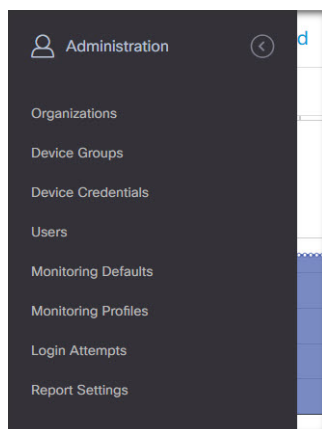 Administration
d
Organizations
Device Groups
Device Credentials
Users
Monitoring Defaults
Monitoring Profiles
Login Attempts
Report Settings